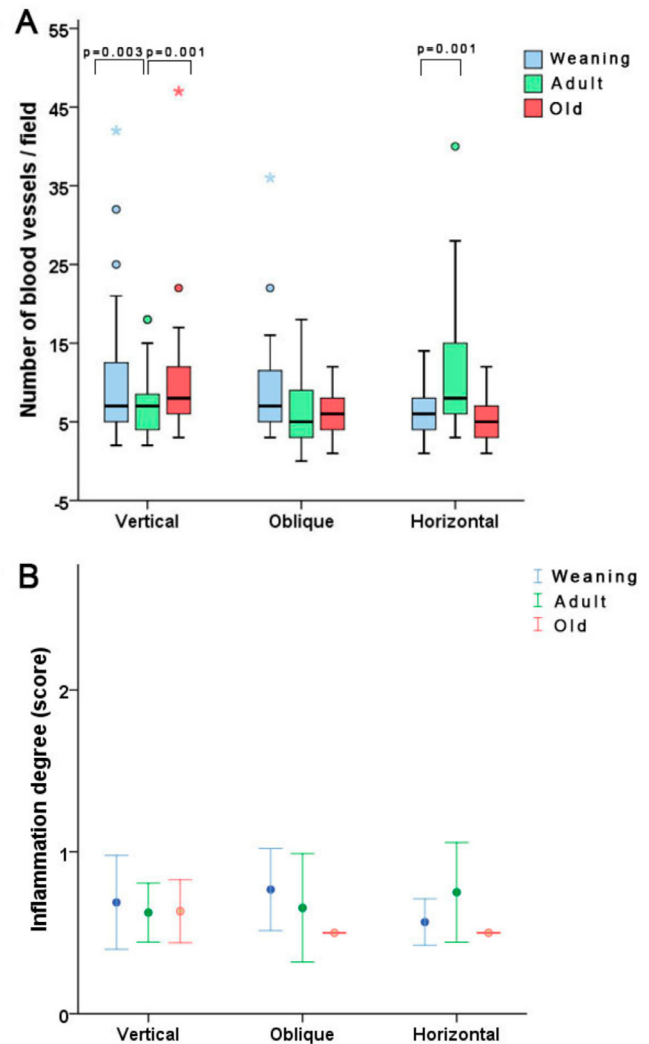 A
55
p=0.003 p=0.001
p=0.001
Weaning
Adult
Old
45
35
25
15
5
-5
Number of blood vessels / field
Vertical
Oblique
Horizontal
B
Weaning
Adult
Old
2
1
0
Inflammation degree (score)
Vertical
Oblique
Horizontal